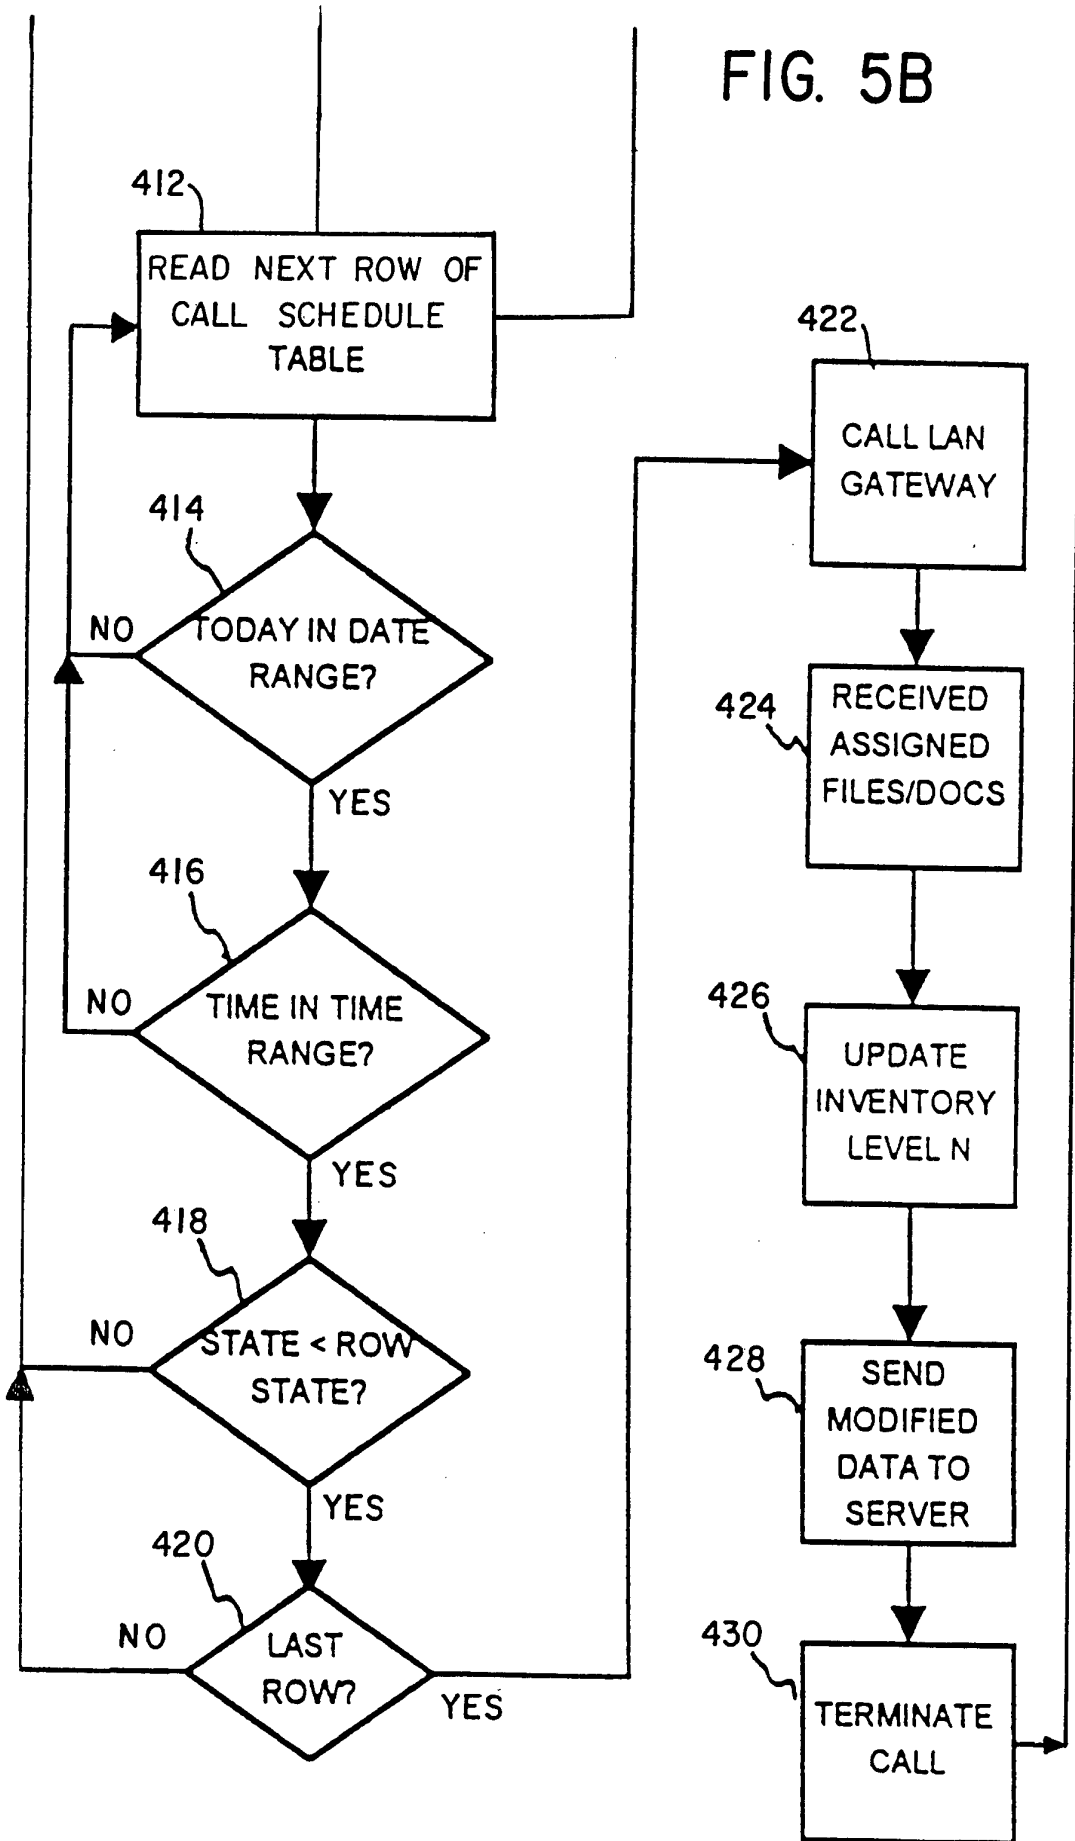 FIG. 5B
412
READ NEXT ROW OF
CALL SCHEDULE
TABLE
414
NO
TODAY IN DATE
RANGE?
YES
416
NO
TIME IN TIME
RANGE?
YES
418
NO
STATE < ROW
STATE?
YES
420
NO
LAST
ROW?
YES
422
CALL LAN
GATEWAY
424
RECEIVED
ASSIGNED
FILES/DOCS
426
UPDATE
INVENTORY
LEVEL N
428
SEND
MODIFIED
DATA TO
SERVER
430
TERMINATE
CALL